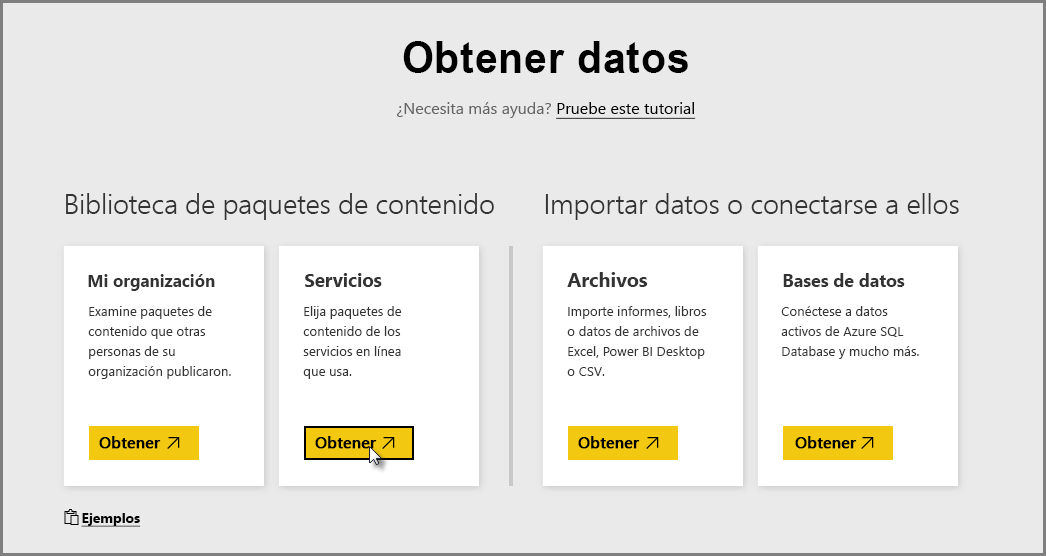 Obtener datos
¿Necesita más ayuda? Pruebe este tutorial
Biblioteca de paquetes de contenido
Mi organización
Examine paquetes de
contenido que otras
personas de su
organización publicaron.
Obtener
Servicios
Elija paquetes de
contenido de los
servicios en línea
que usa.
Obtener
Importar datos o conectarse a ellos
Archivos
Importe informes, libros
o datos de archivos de
Excel, Power BI Desktop
o CSV.
Obtener
Bases de datos
Conéctese a datos
activos de Azure SQL
Database y mucho más.
Obtener
Ejemplos